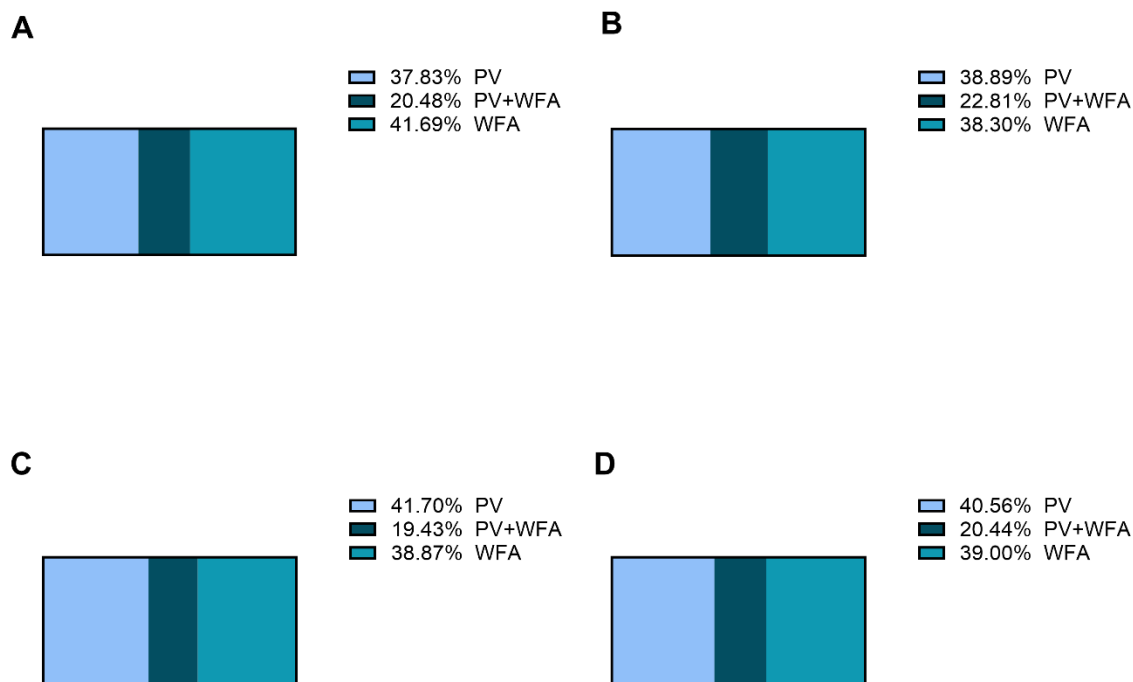 A
37.83% PV
20.48% PV+WFA
41.69% WFA
B
38.89% PV
22.81% PV+WFA
38.30% WFA
C
41.70% PV
19.43% PV+WFA
38.87% WFA
D
40.56% PV
20.44% PV+WFA
39.00% WFA